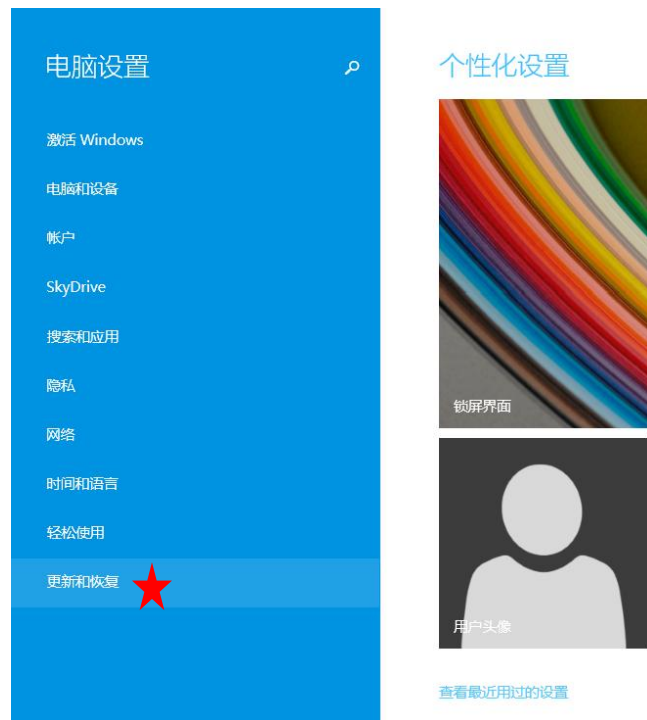 电脑设置
激活 Windows
电脑和设备
帐户
SkyDrive
搜索和应用
隐私
网络
时间和语言
轻松使用
更新和恢复
个性化设置
锁屏界面
用户头像
查看最近用过的设置